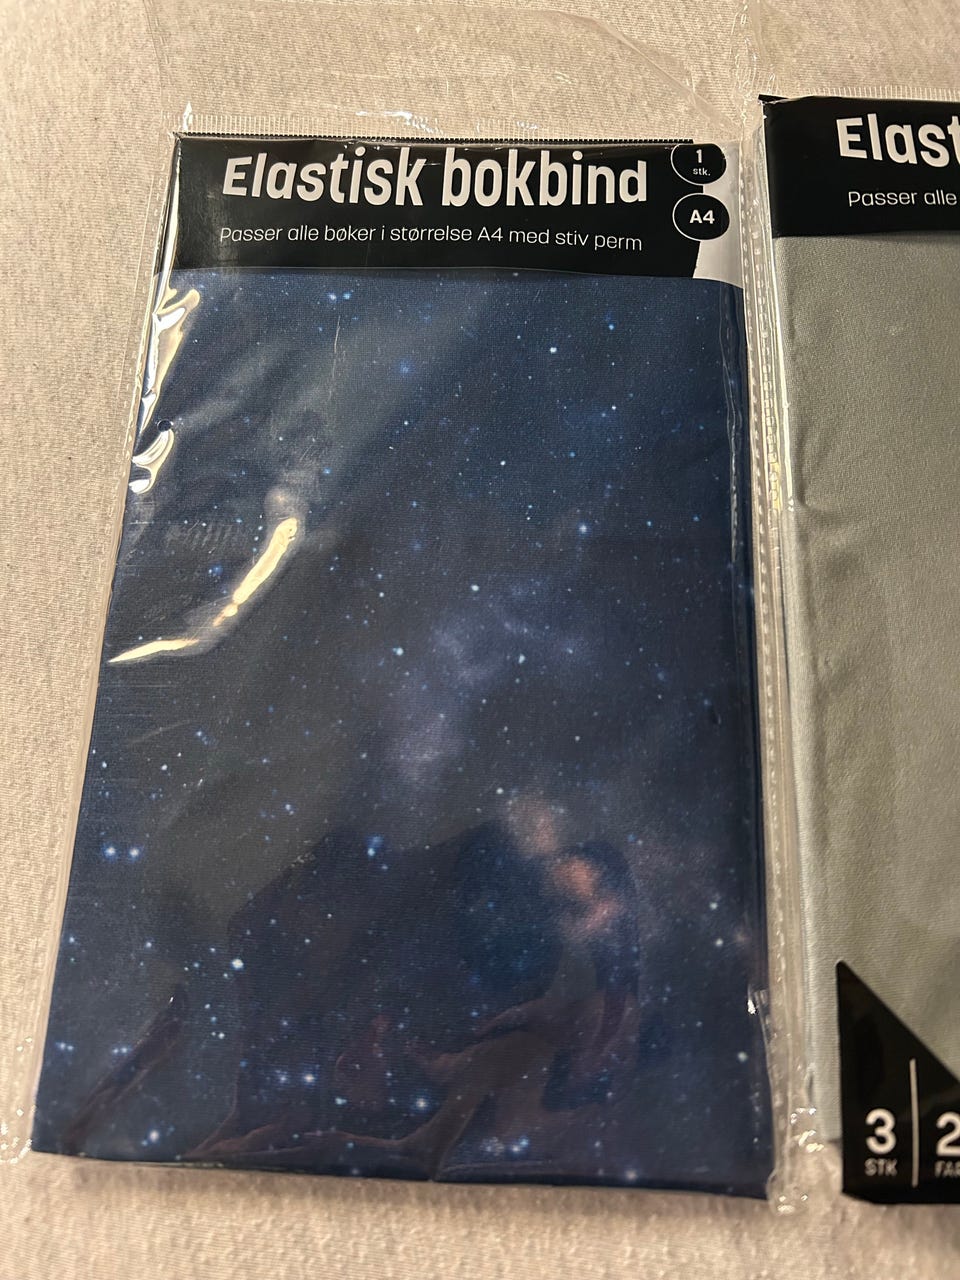 Elastisk bokbind
Passer alle bøker i størrelse A4 med stiv perm
1
stk.
A4
Elast
Passer alle
3
STK
2